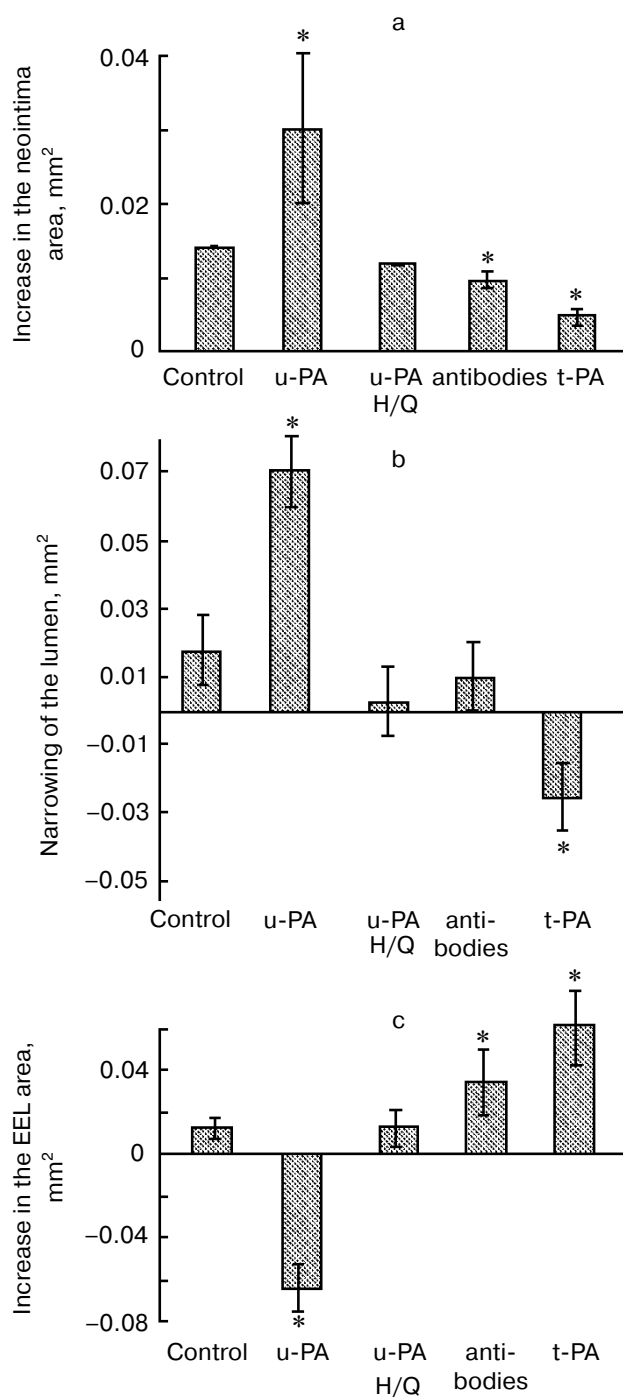 a
*
0.04
0.02
0
Increase in the neointima
area, mm²
*
*
Control
u-PA
u-PA
H/Q
antibodies
t-PA
b
*
0.07
0.05
0.03
0.01
−0.01
−0.03
−0.05
Narrowing of the lumen, mm²
*
Control
u-PA
u-PA
H/Q
anti-
bodies
t-PA
c
*
*
0.04
0
−0.04
−0.08
Increase in the EEL area,
mm²
*
Control
u-PA
u-PA
H/Q
anti-
bodies
t-PA